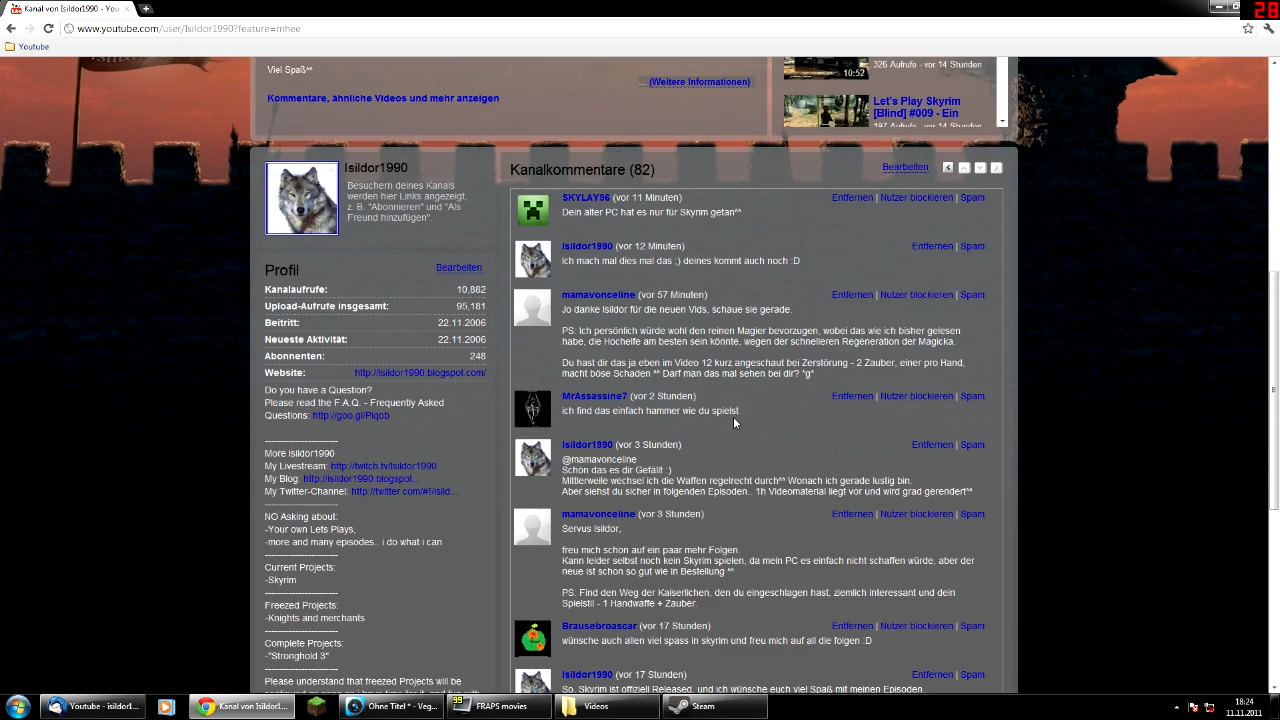 Kanal von Isildor1990 - You
28
www.youtube.com/user/Isildor1990?feature=mhee
Youtube
Viel Spaß^^
... (Weitere Informationen)
Kommentare, ähnliche Videos und mehr anzeigen
326 Aufrufe - vor 14 Stunden
10:52
Let's Play Skyrim
[Blind] #009 - Ein
197 Aufrufe - vor 14 Stunden
Isildor1990
Besuchern deines Kanals
werden hier Links angezeigt,
z. B. "Abonnieren" und "Als
Freund hinzufügen".
Profil
Bearbeiten
Kanalaufrufe: 10,882
Upload-Aufrufe insgesamt: 95,181
Beitritt: 22.11.2006
Neueste Aktivität: 22.11.2006
Abonnenten: 248
Website: http://isildor1990.blogspot.com/
Do you have a Question?
Please read the F.A.Q. - Frequently Asked
Questions: http://goo.gl/Piqob
----------------------
More Isildor1990
My Livestream: http://twitch.tv/Isildor1990
My Blog: http://isildor1990.blogspot...
My Twitter-Channel: http://twitter.com/#!/isild...
----------------------
NO Asking about:
-Your own Lets Plays,
-more and many episodes.. i do what i can
----------------------
Current Projects:
-Skyrim
----------------------
Freezed Projects:
-Knights and merchants
----------------------
Complete Projects:
-"Stronghold 3"
----------------------
Please understand that freezed Projects will be
Kanalkommentare (82)
Bearbeiten
SKYLAY96 (vor 11 Minuten) Entfernen | Nutzer blockieren | Spam
Dein alter PC hat es nur für Skyrim getan^^
Isildor1990 (vor 12 Minuten) Entfernen | Spam
Ich mach mal dies mal das ;) deines kommt auch noch :D
mamavonceline (vor 57 Minuten) Entfernen | Nutzer blockieren | Spam
Jo danke Isildor für die neuen Vids, schaue sie gerade.
PS: Ich persönlich würde wohl den reinen Magier bevorzugen, wobei das wie ich bisher gelesen
habe, die Hochelfe am besten sein könnte, wegen der schnelleren Regeneration der Magicka.
Du hast dir das ja eben im Video 12 kurz angeschaut bei Zerstörung - 2 Zauber, einer pro Hand,
macht böse Schaden ^^ Darf man das mal sehen bei dir? *g*
MrAssassine7 (vor 2 Stunden) Entfernen | Nutzer blockieren | Spam
ich find das einfach hammer wie du spielst
Isildor1990 (vor 3 Stunden) Entfernen | Spam
@mamavonceline
Schön das es dir Gefällt :)
Mittlerweile wechsel ich die Waffen regelrecht durch^^ Wonach ich gerade lustig bin.
Aber siehst du sicher in folgenden Episoden.. 1h Videomaterial liegt vor und wird grad gerendert^^
mamavonceline (vor 3 Stunden) Entfernen | Nutzer blockieren | Spam
Servus Isildor,
freu mich schon auf ein paar mehr Folgen.
Kann leider selbst noch kein Skyrim spielen, da mein PC es einfach nicht schaffen würde, aber der
neue ist schon so gut wie in Bestellung ^^
PS: Find den Weg der Kaiserlichen, den du eingeschlagen hast, ziemlich interessant und dein
Spielstil - 1 Handwaffe + Zauber.
Brausebroascar (vor 17 Stunden) Entfernen | Nutzer blockieren | Spam
wünsche auch allen viel spass in skyrim und freu mich auf all die folgen :D
Isildor1990 (vor 17 Stunden) Entfernen | Spam
So, Skyrim ist offiziell Released, und ich wünsche euch viel Spaß mit meinen Episoden.
Youtube - isildor1...
Kanal von Isildor1...
Ohne Titel * - Veg...
99
FRAPS movies
Videos
Steam
18:24
11.11.2011